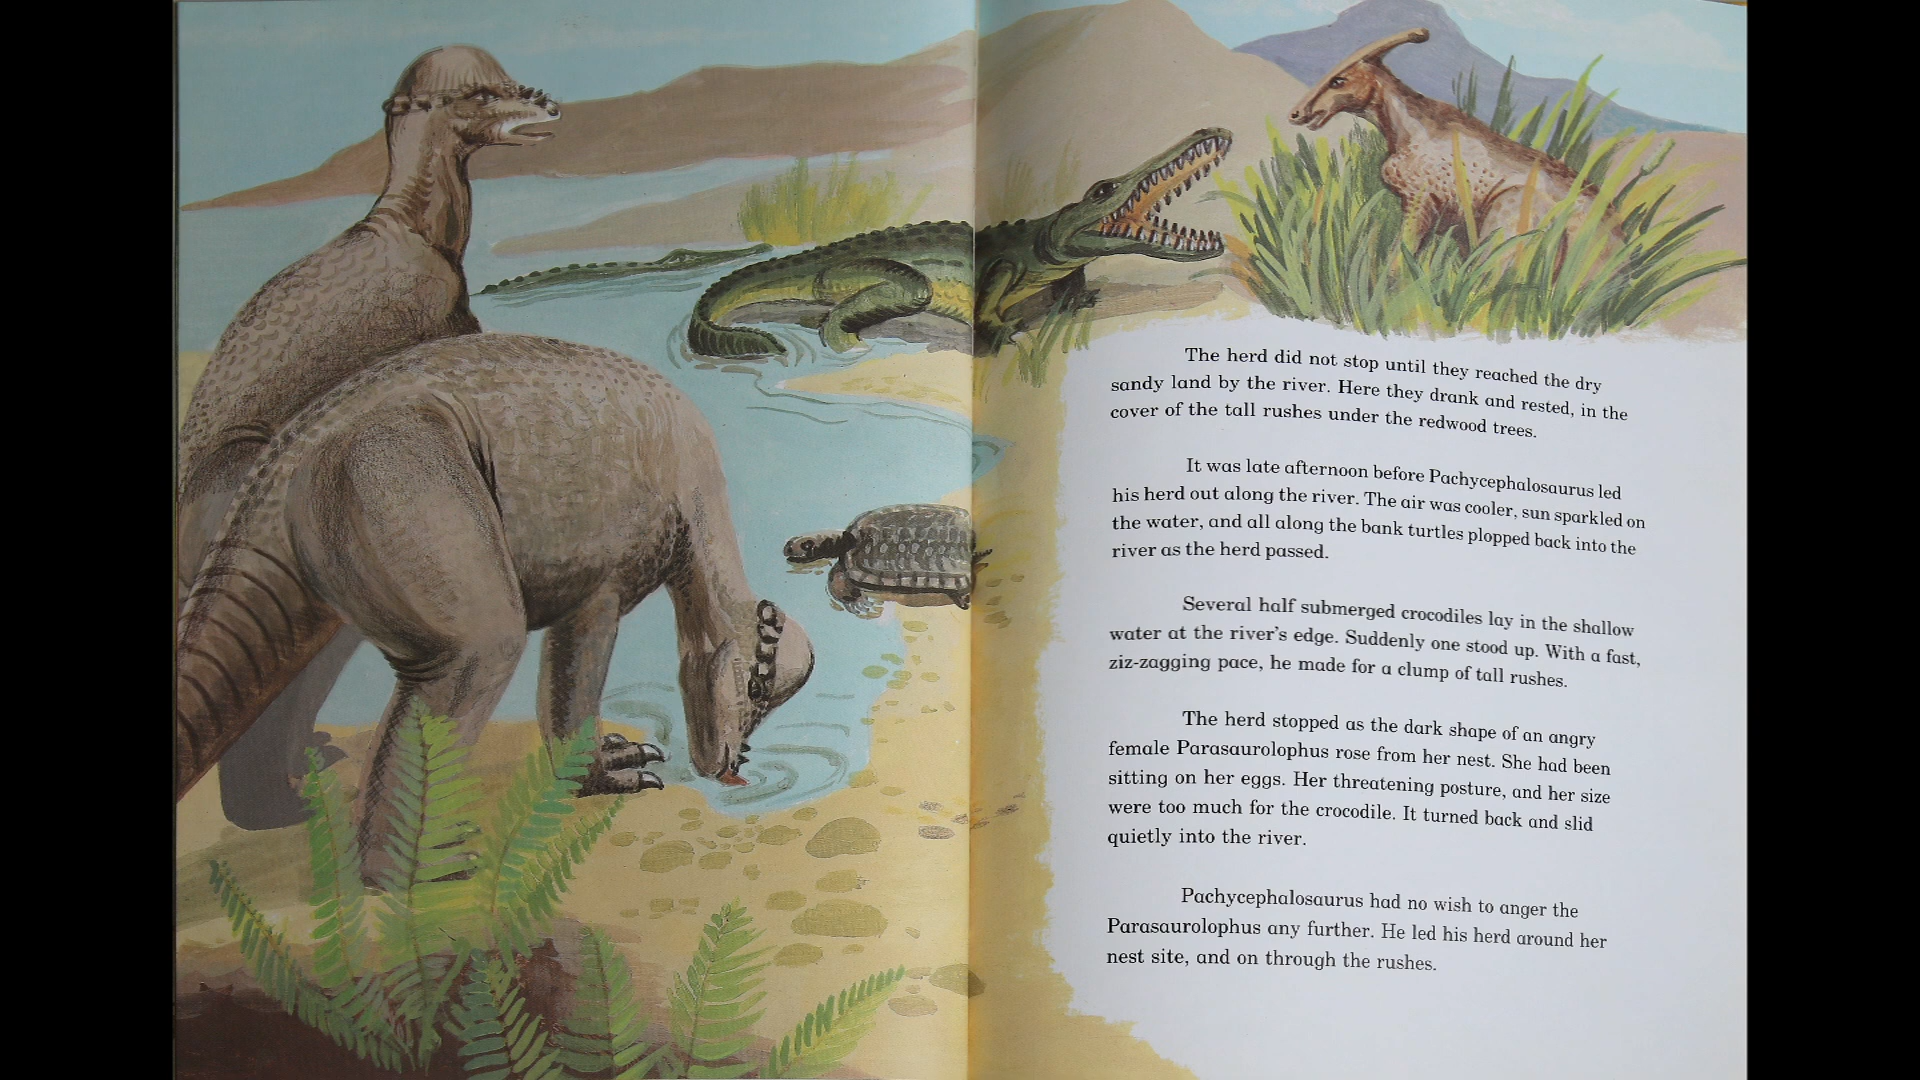 The herd did not stop until they reached the dry
sandy land by the river. Here they drank and rested, in the
cover of the tall rushes under the redwood trees.
It was late afternoon before Pachycephalosaurus led
his herd out along the river. The air was cooler, sun sparkled on
the water, and all along the bank turtles plopped back into the
river as the herd passed.
Several half submerged crocodiles lay in the shallow
water at the river's edge. Suddenly one stood up. With a fast,
ziz-zagging pace, he made for a clump of tall rushes.
The herd stopped as the dark shape of an angry
female Parasaurolophus rose from her nest. She had been
sitting on her eggs. Her threatening posture, and her size
were too much for the crocodile. It turned back and slid
quietly into the river.
Pachycephalosaurus had no wish to anger the
Parasaurolophus any further. He led his herd around her
nest site, and on through the rushes.